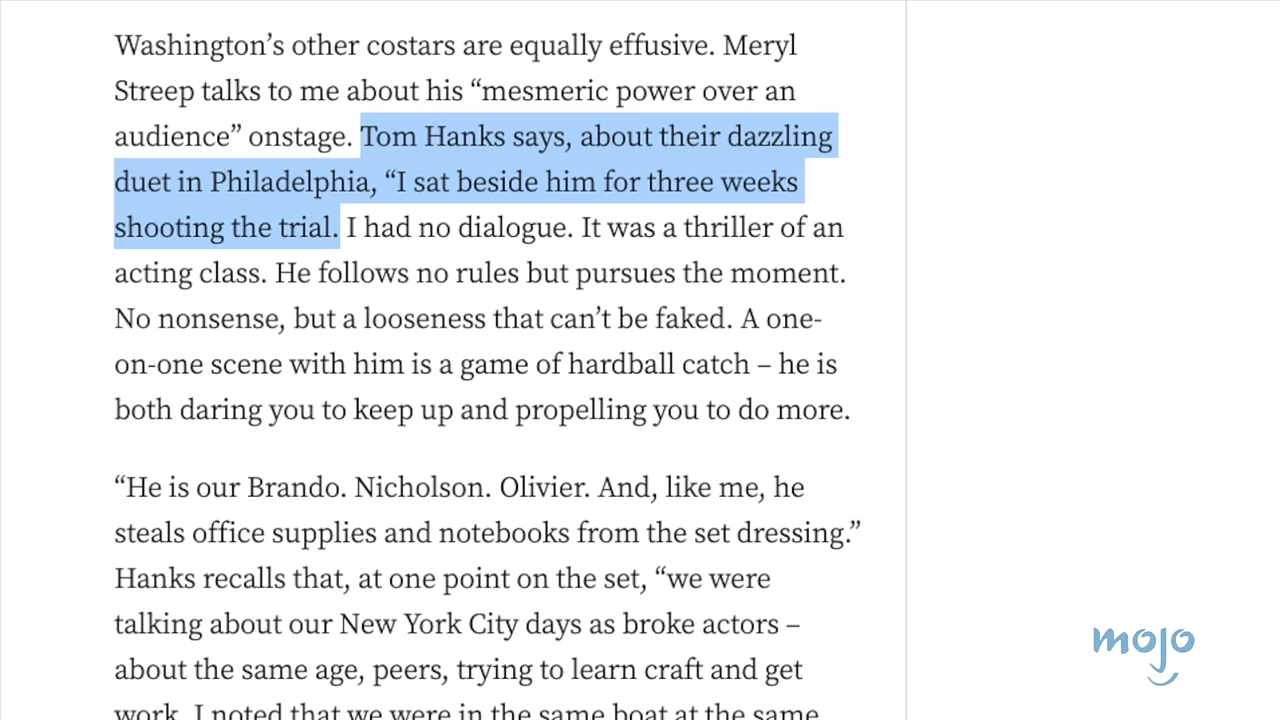 Washington’s other costars are equally effusive. Meryl
Streep talks to me about his “mesmeric power over an
audience” onstage. Tom Hanks says, about their dazzling
duet in Philadelphia, “I sat beside him for three weeks
shooting the trial. I had no dialogue. It was a thriller of an
acting class. He follows no rules but pursues the moment.
No nonsense, but a looseness that can’t be faked. A one-
on-one scene with him is a game of hardball catch – he is
both daring you to keep up and propelling you to do more.
“He is our Brando. Nicholson. Olivier. And, like me, he
steals office supplies and notebooks from the set dressing.”
Hanks recalls that, at one point on the set, “we were
talking about our New York City days as broke actors –
about the same age, peers, trying to learn craft and get
work. I noted that we were in the same boat at the same
mojo